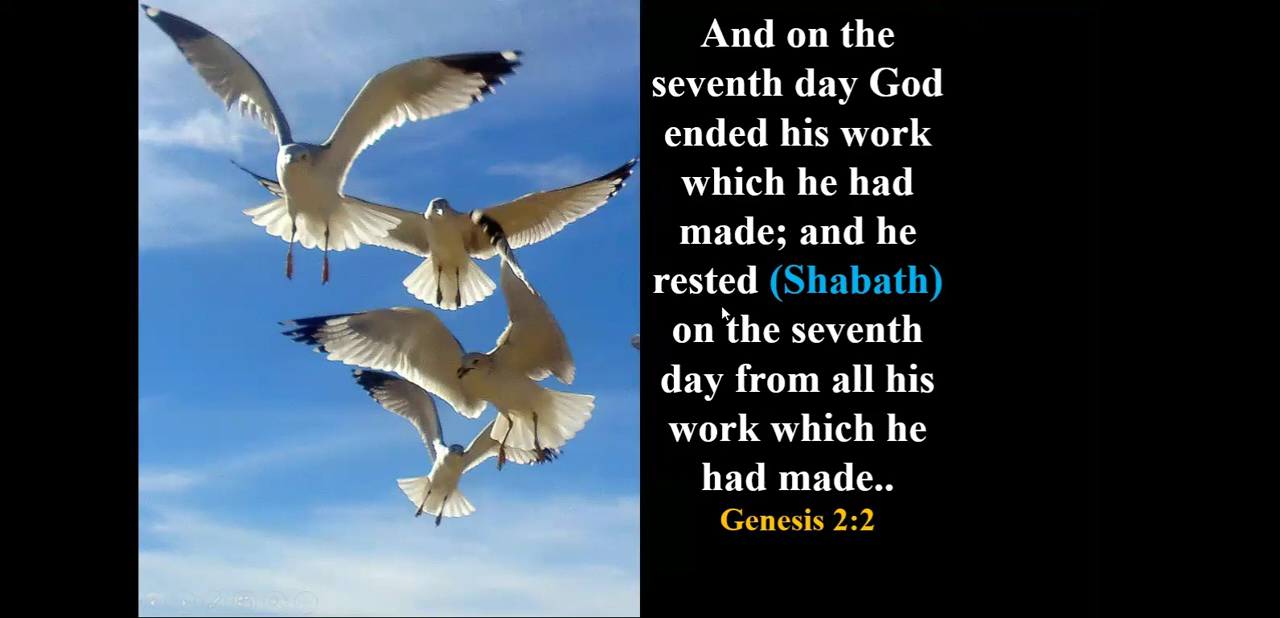 And on the
seventh day God
ended his work
which he had
made; and he
rested (Shabath)
on the seventh
day from all his
work which he
had made..
Genesis 2:2